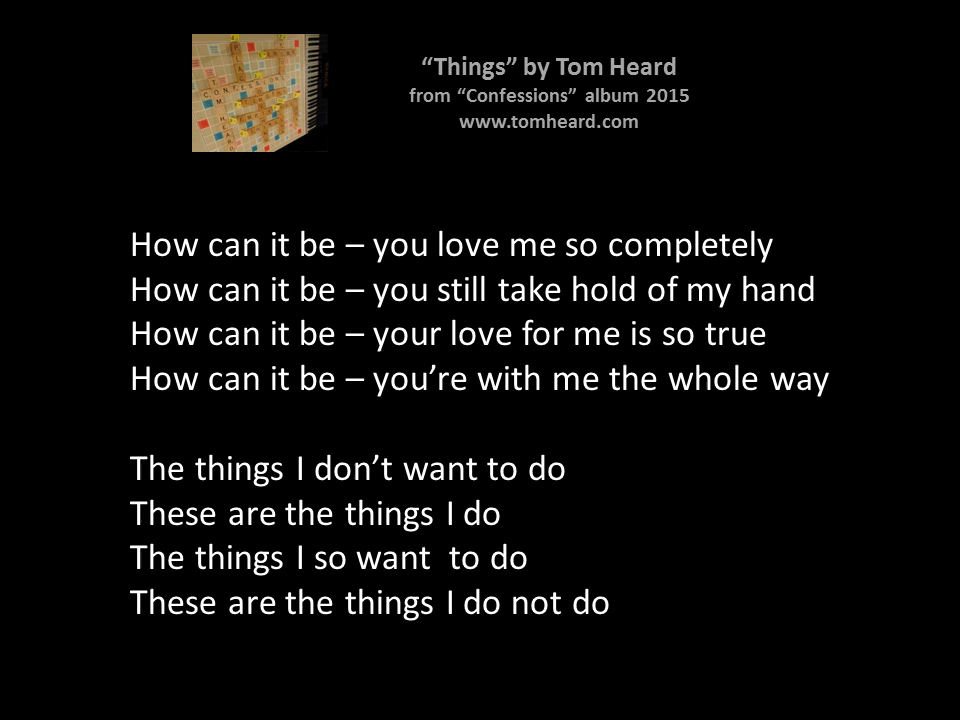 “Things” by Tom Heard
from “Confessions” album 2015
www.tomheard.com
CONFESSIONS
How can it be – you love me so completely
How can it be – you still take hold of my hand
How can it be – your love for me is so true
How can it be – you’re with me the whole way
The things I don’t want to do
These are the things I do
The things I so want  to do
These are the things I do not do